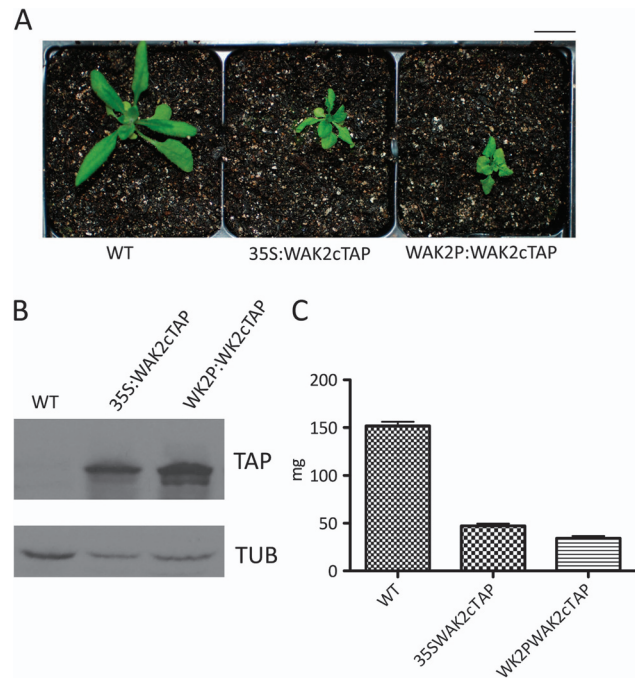 A
WT 35S:WAK2cTAP WAK2P:WAK2cTAP
B
WT 35S:WAK2cTAP WK2P:WK2cTAP
TAP
TUB
C
200
150
100
50
0
mg
WT 35SWAK2cTAP WK2PWAK2cTAP